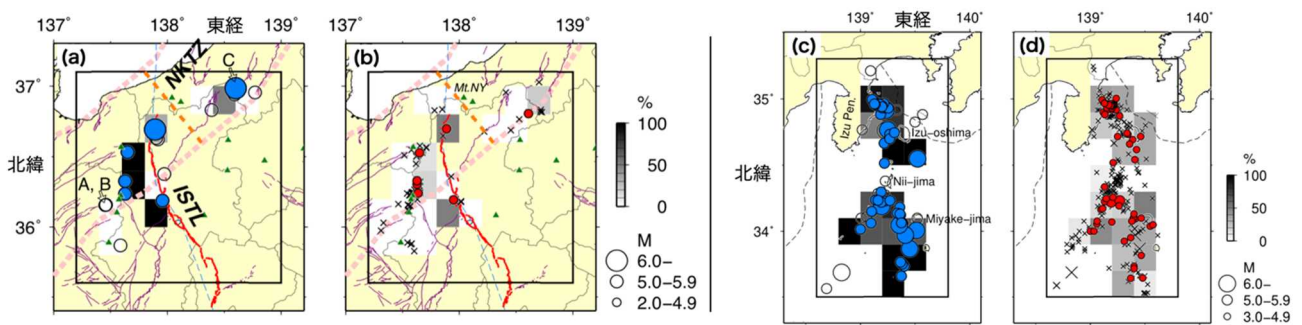 東経
137° 138° 139° 137° 138° 139°
(a) NKTZ C
(b) Mt.NY
37°
北緯
A, B
ISTL
36°
%
100
50
0
M
6.0−
5.0−5.9
2.0−4.9
東経
139° 140° 139° 140°
(c) (d)
35°
Izu Pen.
Izu−oshima
北緯
Nii−jima
Miyake−jima
34°
%
100
50
0
M
6.0−
5.0−5.9
3.0−4.9